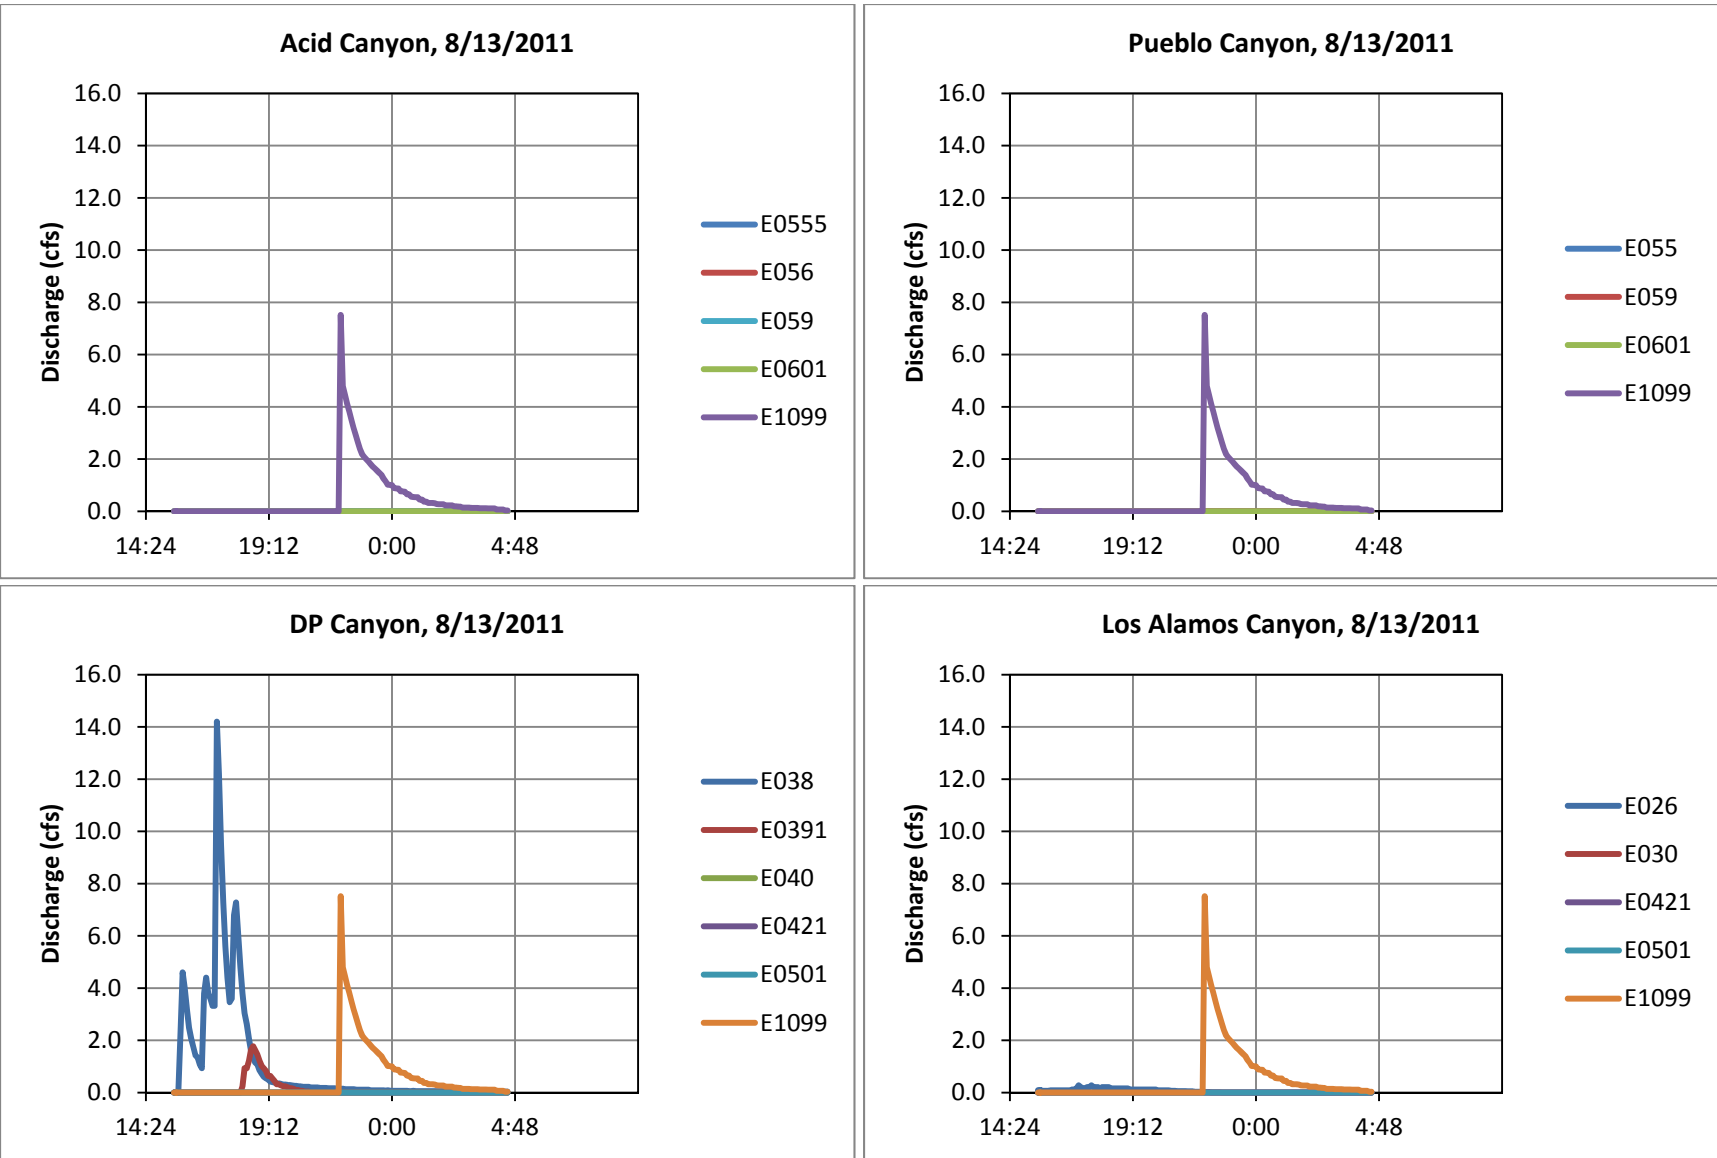 Acid Canyon, 8/13/2011
Discharge (cfs)
16.0
14.0
12.0
10.0
8.0
6.0
4.0
2.0
0.0
14:24 19:12 0:00 4:48
E0555
E056
E059
E0601
E1099
Pueblo Canyon, 8/13/2011
Discharge (cfs)
16.0
14.0
12.0
10.0
8.0
6.0
4.0
2.0
0.0
14:24 19:12 0:00 4:48
E055
E059
E0601
E1099
DP Canyon, 8/13/2011
Discharge (cfs)
16.0
14.0
12.0
10.0
8.0
6.0
4.0
2.0
0.0
14:24 19:12 0:00 4:48
E038
E0391
E040
E0421
E0501
E1099
Los Alamos Canyon, 8/13/2011
Discharge (cfs)
16.0
14.0
12.0
10.0
8.0
6.0
4.0
2.0
0.0
14:24 19:12 0:00 4:48
E026
E030
E0421
E0501
E1099